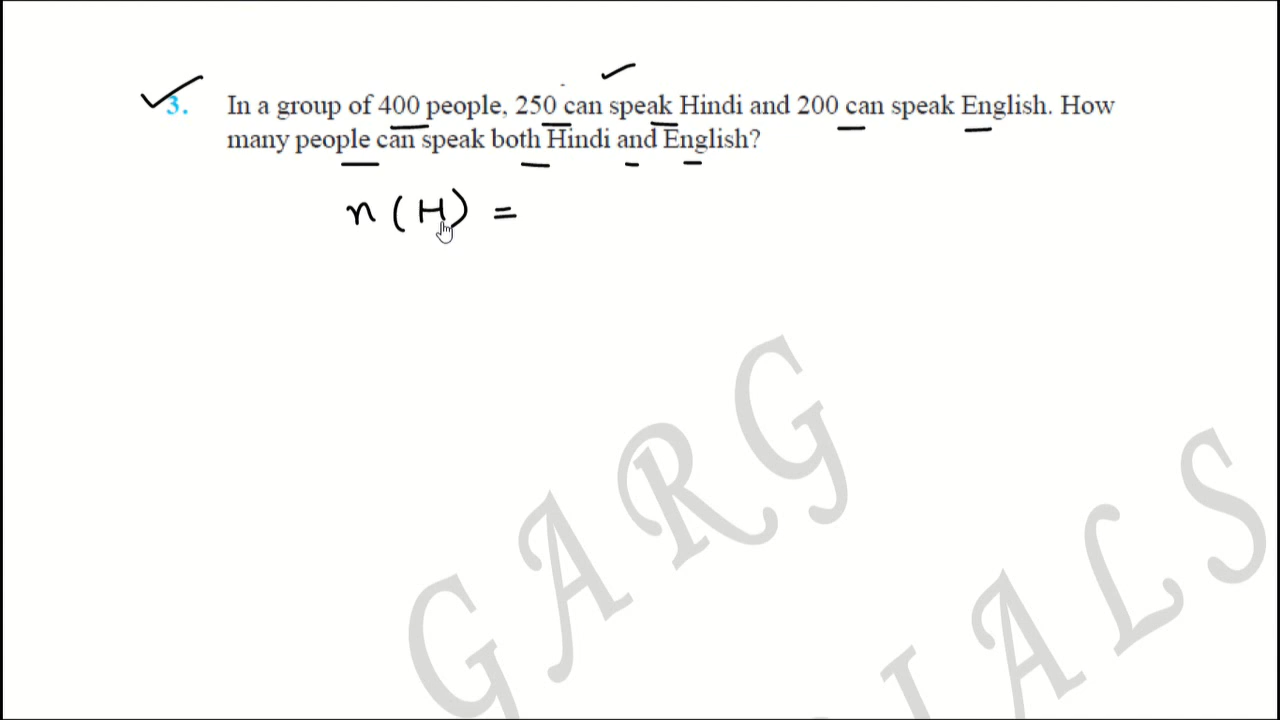 3. In a group of 400 people, 250 can speak Hindi and 200 can speak English. How
many people can speak both Hindi and English?
n (H) =
GARG
IALS